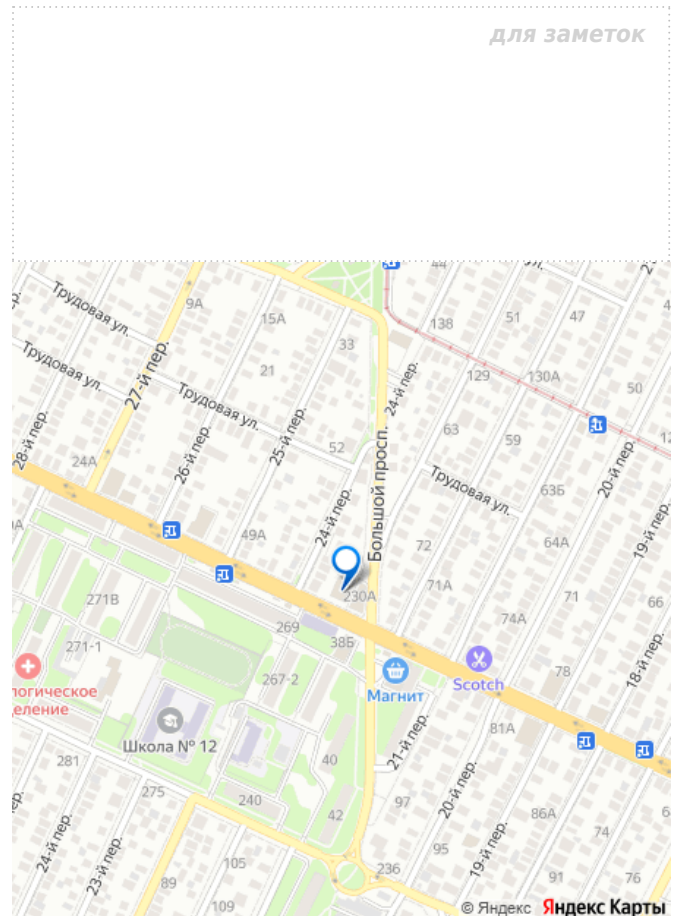 для заметок
44
ул.
Трудовая ул.
9А
15А
138
51
47
33
Трудовая ул.
27-й пер.
21
24-й пер.
129
130А
50
Трудовая ул.
28-й пер.
25-й пер.
52
63
59
24А
26-й пер.
Большой просп.
Трудовая ул.
63Б
20-й пер.
24-й пер.
19-й пер.
49А
72
64А
271В
230А
71А
71
66
74А
269
38Б
271-1
267-2
78
18-й пер.
Scotch
логическое
еление
Магнит
Школа № 12
81А
21-й пер.
281
40
275
240
97
20-й пер.
42
86А
74
24-й пер.
23-й пер.
95
19-й пер.
105
236
89
91
76
109
© Яндекс Яндекс Карты